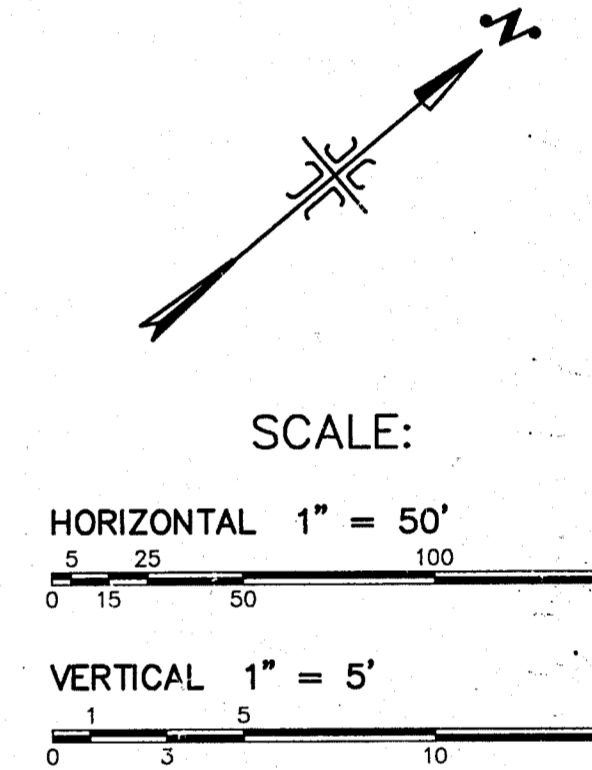 N
SCALE:
HORIZONTAL 1" = 50'
5 25 100
0 15 50
VERTICAL 1" = 5'
1 5
0 3 10